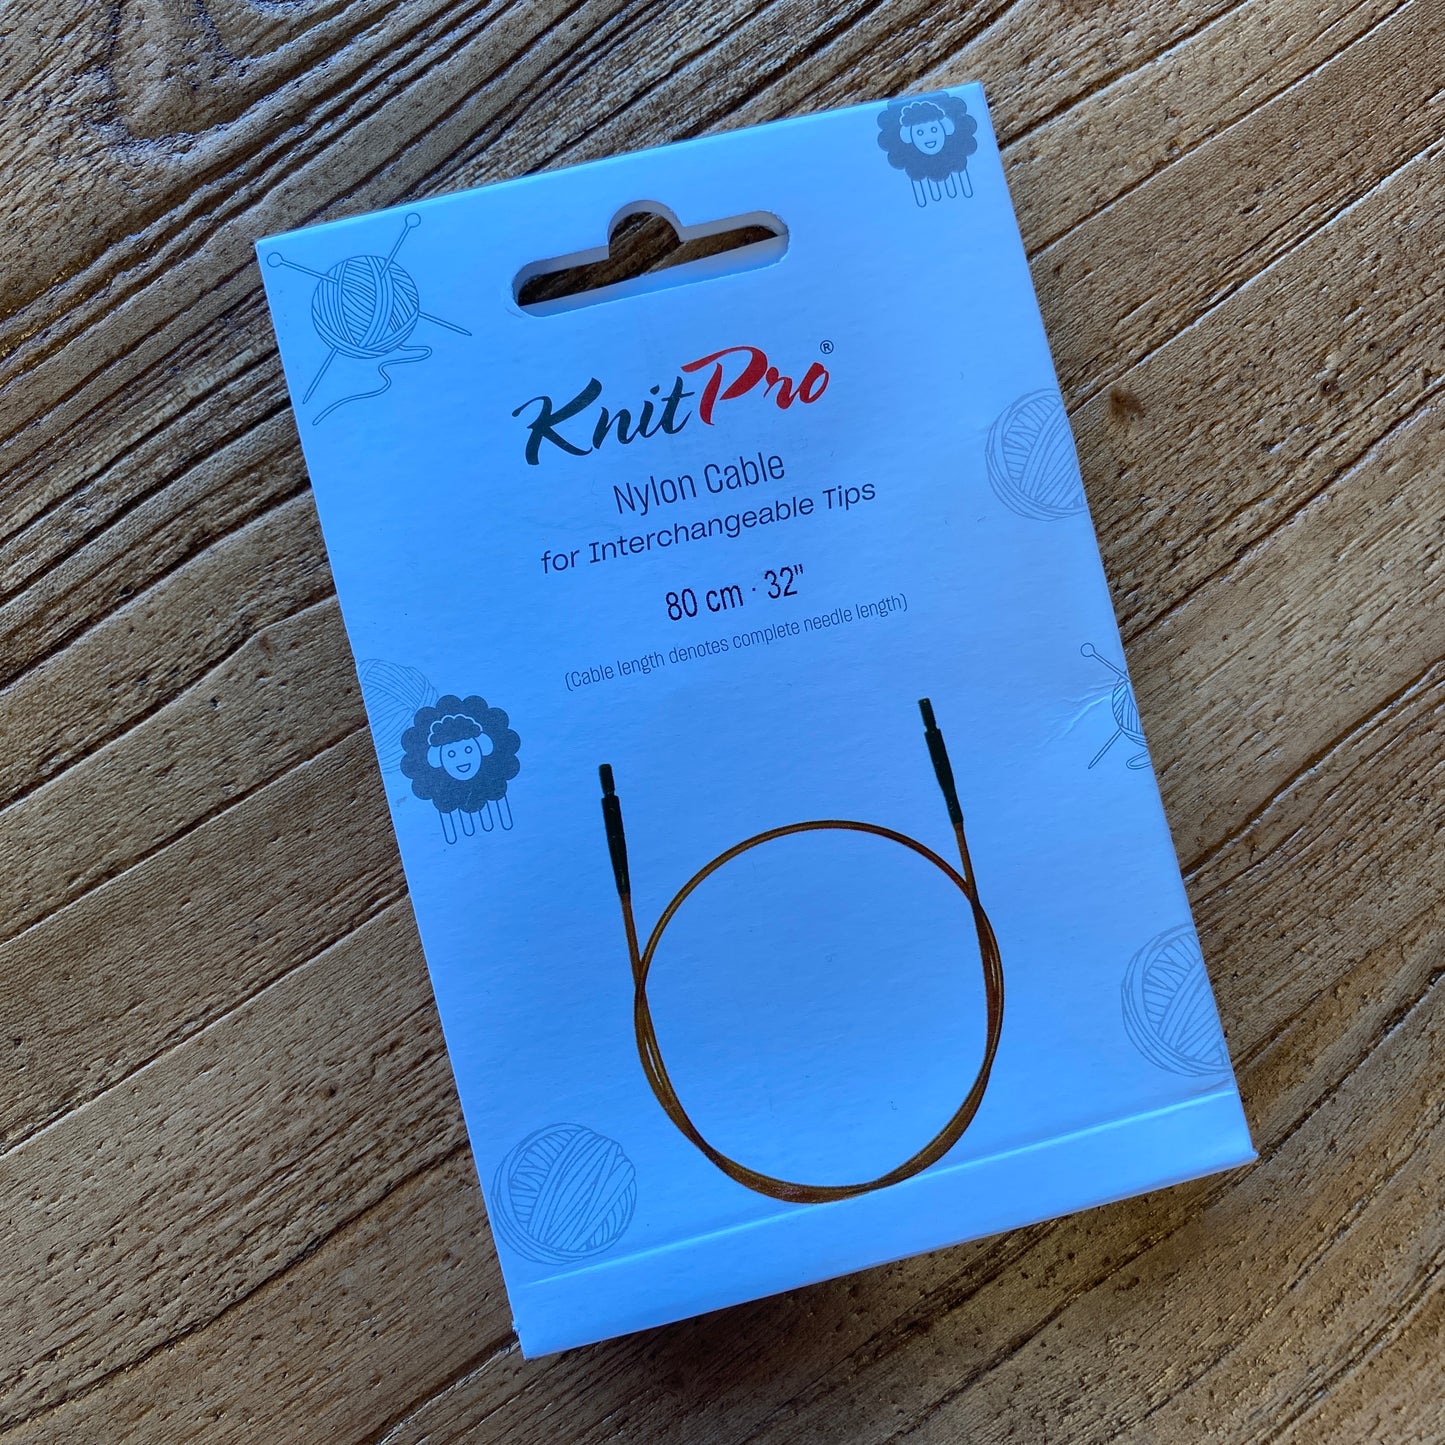 KnitPro®
Nylon Cable
for Interchangeable Tips
80 cm · 32"
(Cable length denotes complete needle length)